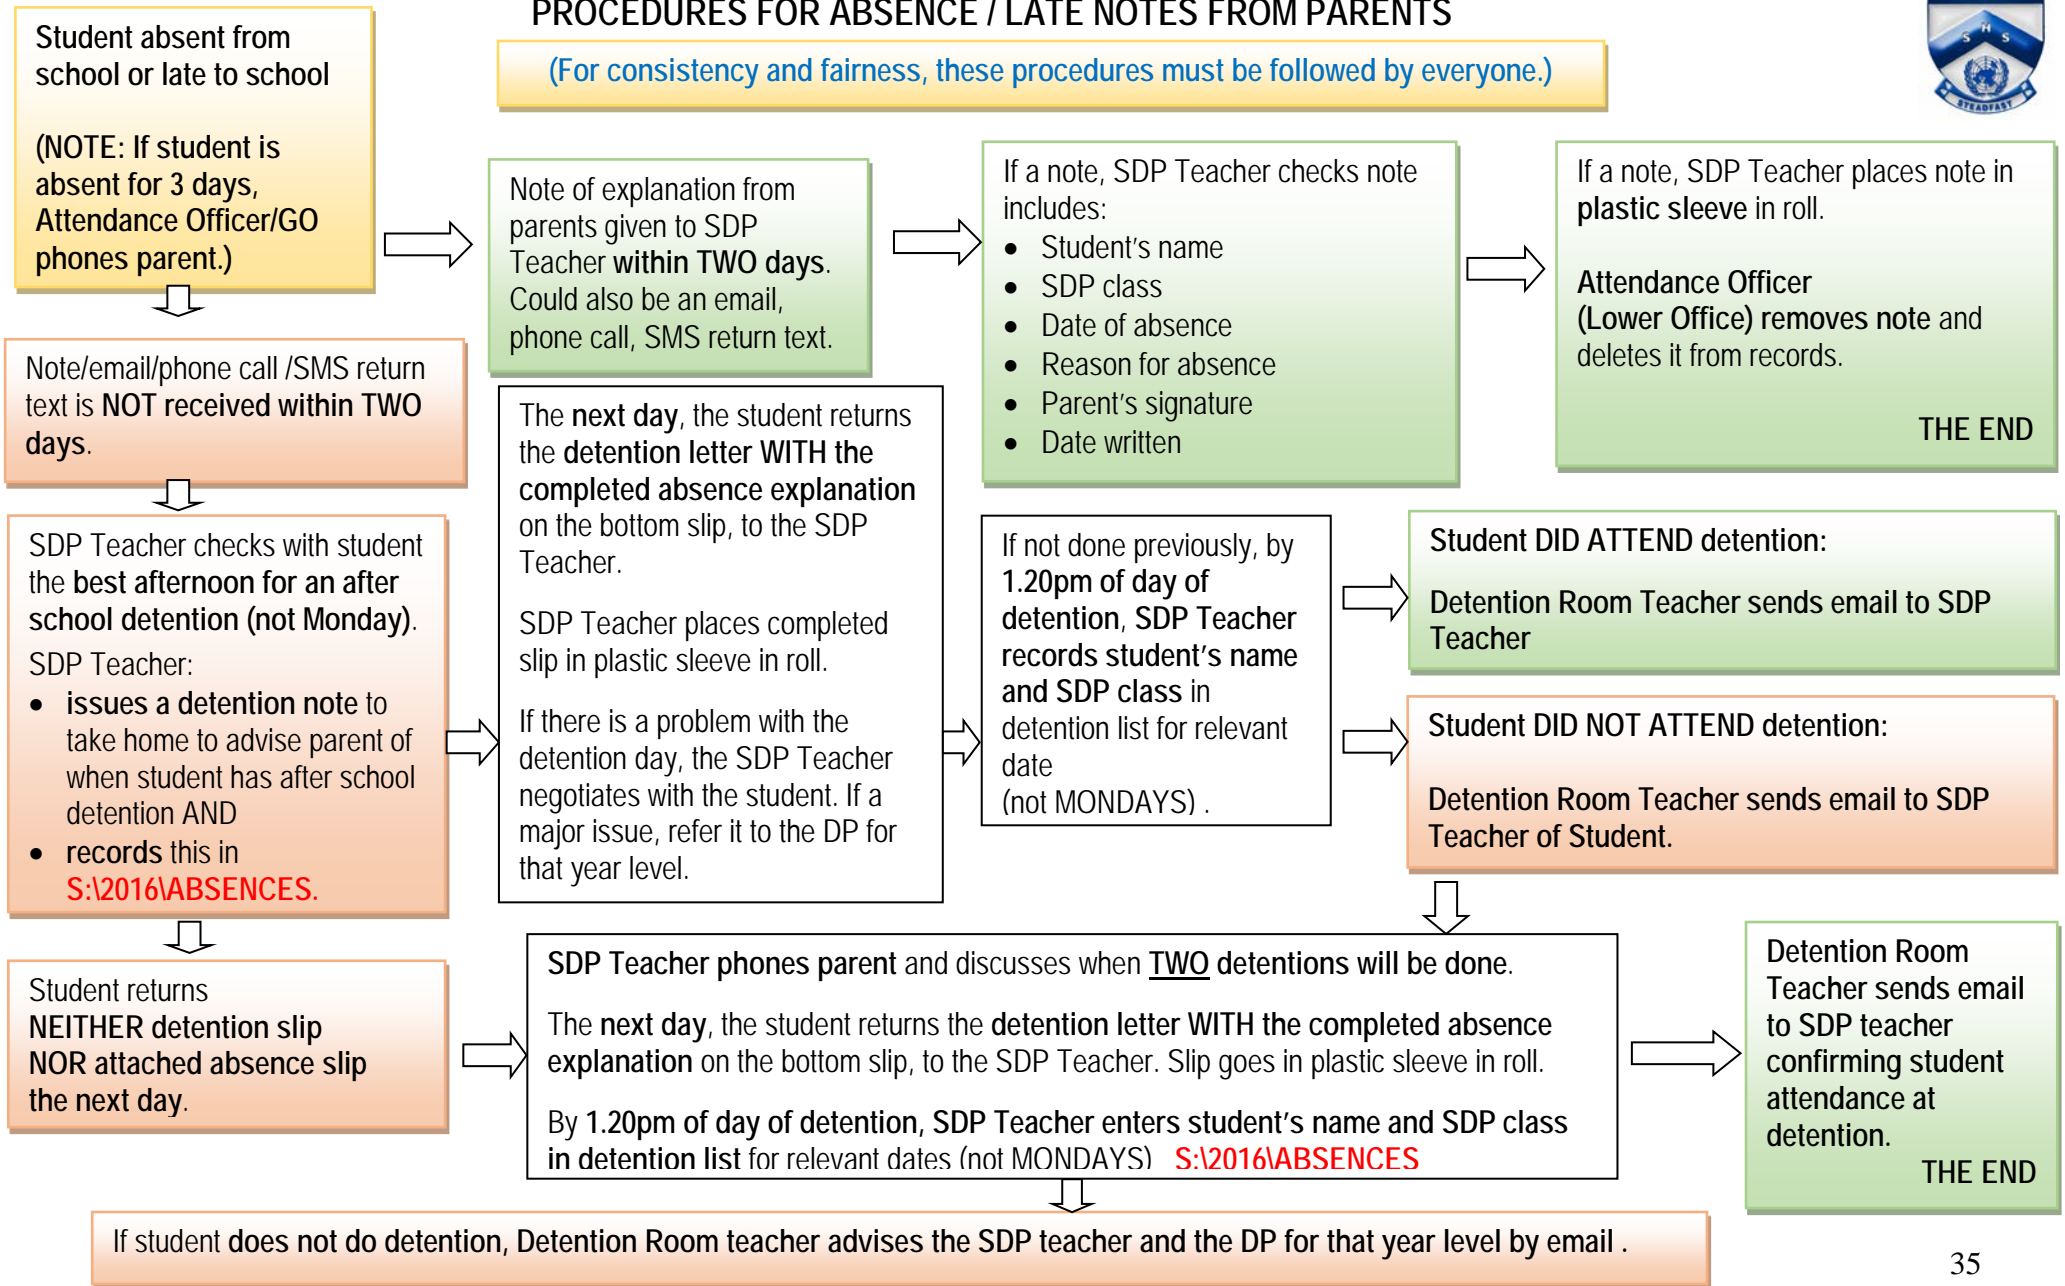 PROCEDURES FOR ABSENCE / LATE NOTES FROM PARENTS
(For consistency and fairness, these procedures must be followed by everyone.)
S H S
STEADFAST
Student absent from
school or late to school
(NOTE: If student is
absent for 3 days,
Attendance Officer/GO
phones parent.)
Note of explanation from
parents given to SDP
Teacher within TWO days.
Could also be an email,
phone call, SMS return text.
If a note, SDP Teacher checks note
includes:
• Student’s name
• SDP class
• Date of absence
• Reason for absence
• Parent’s signature
• Date written
If a note, SDP Teacher places note in
plastic sleeve in roll.
Attendance Officer
(Lower Office) removes note and
deletes it from records.
THE END
Note/email/phone call /SMS return
text is NOT received within TWO
days.
SDP Teacher checks with student
the best afternoon for an after
school detention (not Monday).
SDP Teacher:
• issues a detention note to
take home to advise parent of
when student has after school
detention AND
• records this in
S:\2016\ABSENCES.
The next day, the student returns
the detention letter WITH the
completed absence explanation
on the bottom slip, to the SDP
Teacher.
SDP Teacher places completed
slip in plastic sleeve in roll.
If there is a problem with the
detention day, the SDP Teacher
negotiates with the student. If a
major issue, refer it to the DP for
that year level.
If not done previously, by
1.20pm of day of
detention, SDP Teacher
records student’s name
and SDP class in
detention list for relevant
date
(not MONDAYS) .
Student DID ATTEND detention:
Detention Room Teacher sends email to SDP
Teacher
Student DID NOT ATTEND detention:
Detention Room Teacher sends email to SDP
Teacher of Student.
Student returns
NEITHER detention slip
NOR attached absence slip
the next day.
SDP Teacher phones parent and discusses when TWO detentions will be done.
The next day, the student returns the detention letter WITH the completed absence
explanation on the bottom slip, to the SDP Teacher. Slip goes in plastic sleeve in roll.
By 1.20pm of day of detention, SDP Teacher enters student’s name and SDP class
in detention list for relevant dates (not MONDAYS) S:\2016\ABSENCES
Detention Room
Teacher sends email
to SDP teacher
confirming student
attendance at
detention.
THE END
If student does not do detention, Detention Room teacher advises the SDP teacher and the DP for that year level by email .
35